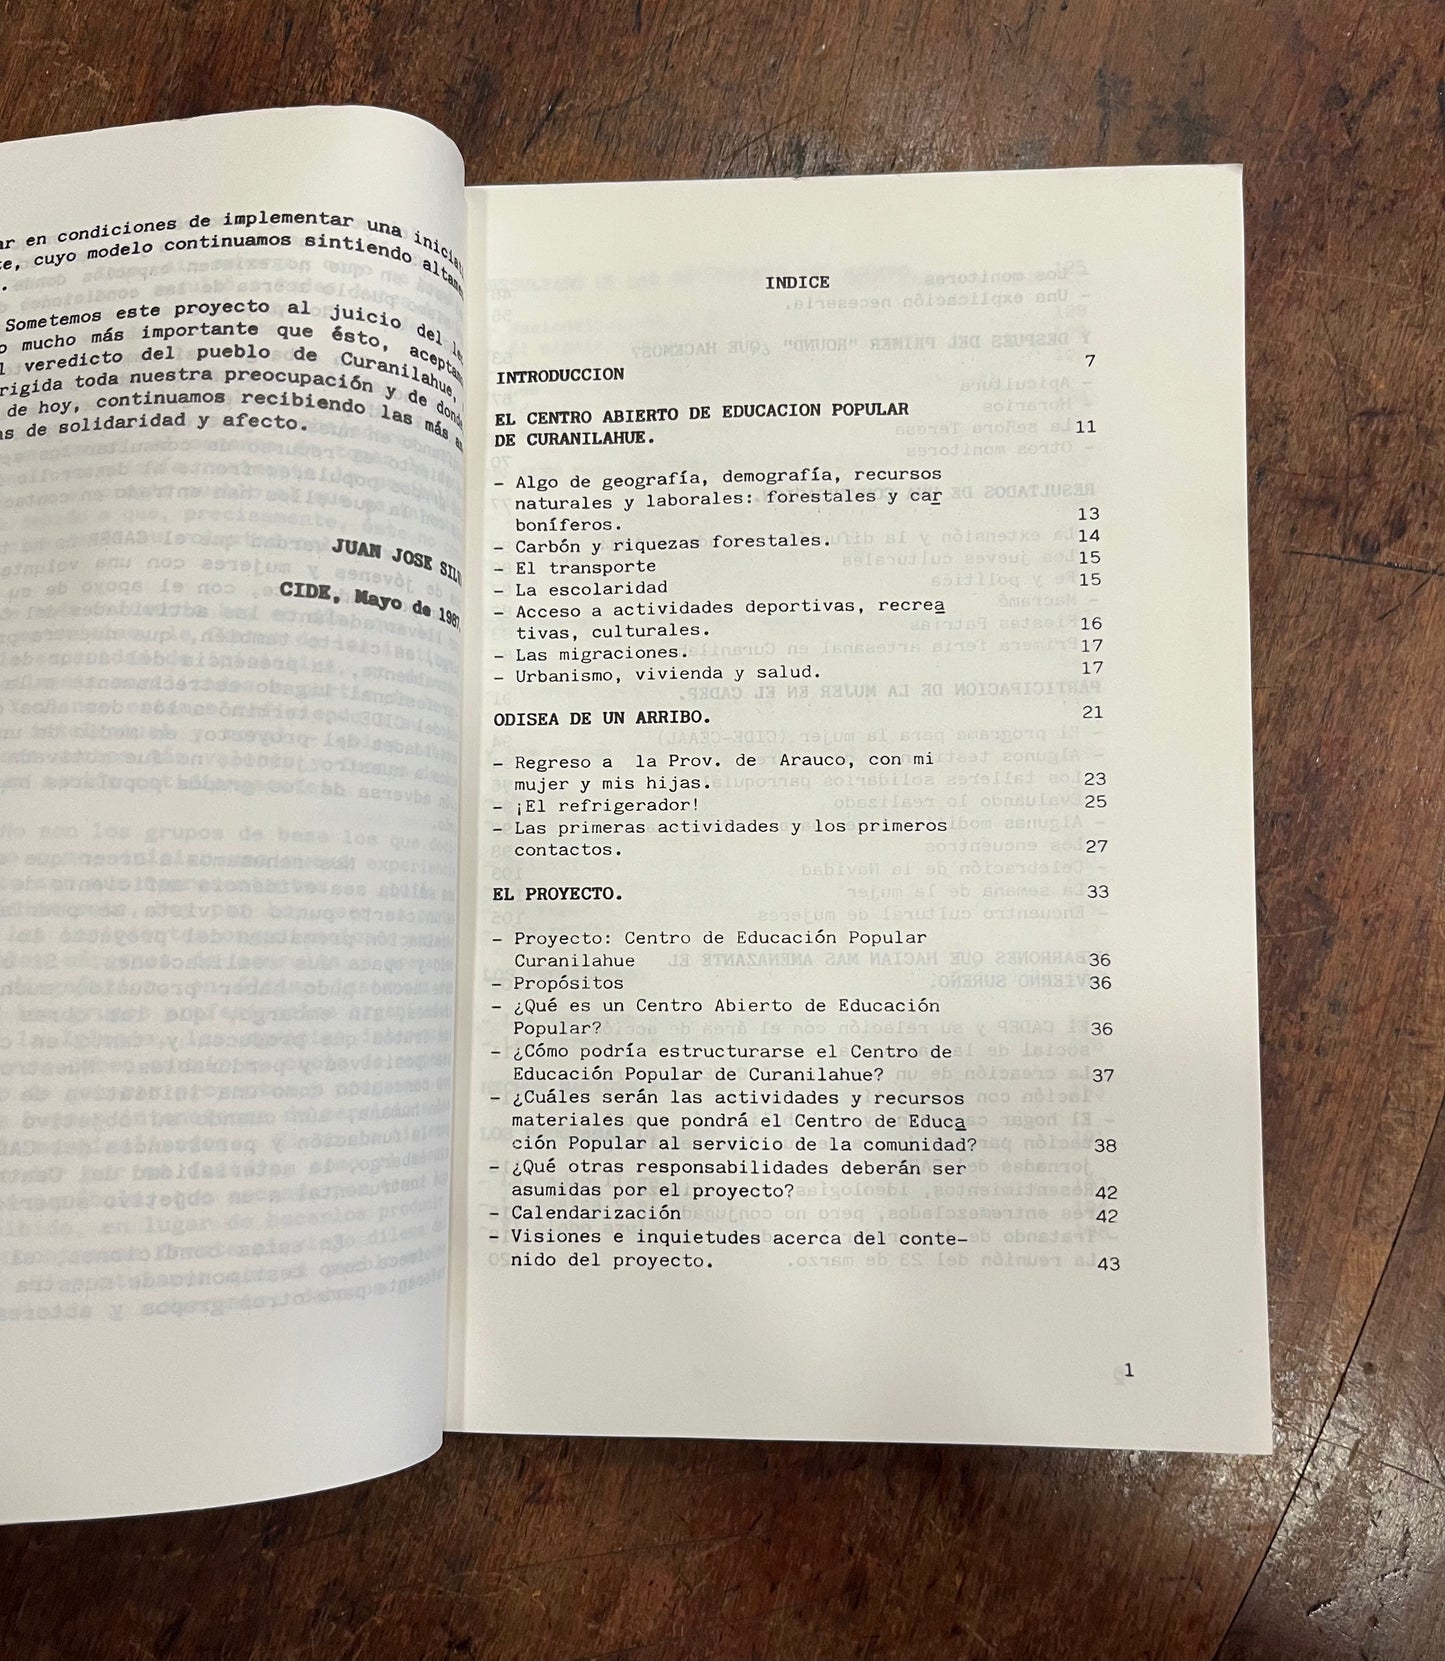 en condiciones de implementar una
cuyo modelo continuamos sintiendo
Sometemos este proyecto al juicio del
mucho más importante que ésto,
veredicto del pueblo de Curanilahue,
toda nuestra preocupación y de
de hoy, continuamos recibiendo las más
de solidaridad y afecto.
JUAN JOSE
CIDE, Mayo de 1987.
INDICE
INTRODUCCION 7
EL CENTRO ABIERTO DE EDUCACION POPULAR
DE CURANILAHUE. 11
- Algo de geografía, demografía, recursos
naturales y laborales: forestales y car
boníferos. 13
- Carbón y riquezas forestales. 14
- El transporte 15
- La escolaridad 15
- Acceso a actividades deportivas, recrea
tivas, culturales. 16
- Las migraciones. 17
- Urbanismo, vivienda y salud. 17
ODISEA DE UN ARRIBO. 21
- Regreso a la Prov. de Arauco, con mi
mujer y mis hijas. 23
- ¡El refrigerador! 25
- Las primeras actividades y los primeros
contactos. 27
EL PROYECTO. 33
- Proyecto: Centro de Educación Popular
Curanilahue 36
- Propósitos 36
- ¿Qué es un Centro Abierto de Educación
Popular? 36
- ¿Cómo podría estructurarse el Centro de
Educación Popular de Curanilahue? 37
- ¿Cuáles serán las actividades y recursos
materiales que pondrá el Centro de Educa
ción Popular al servicio de la comunidad? 38
- ¿Qué otras responsabilidades deberán ser
asumidas por el proyecto? 42
- Calendarización 42
- Visiones e inquietudes acerca del conte-
nido del proyecto. 43
1